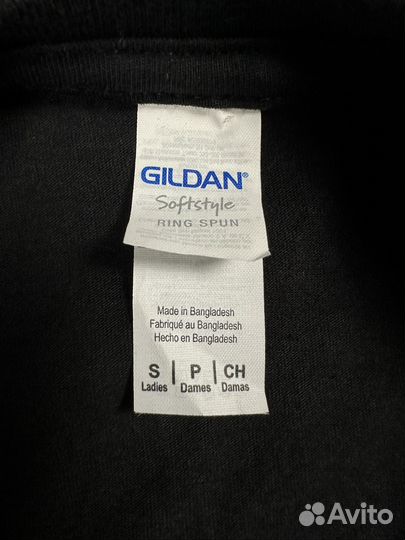 GILDAN®
Softstyle
RING SPUN
Made in Bangladesh
Fabriqué au Bangladesh
Hecho en Bangladesh
S | P | CH
Ladies | Dames | Damas
Avito